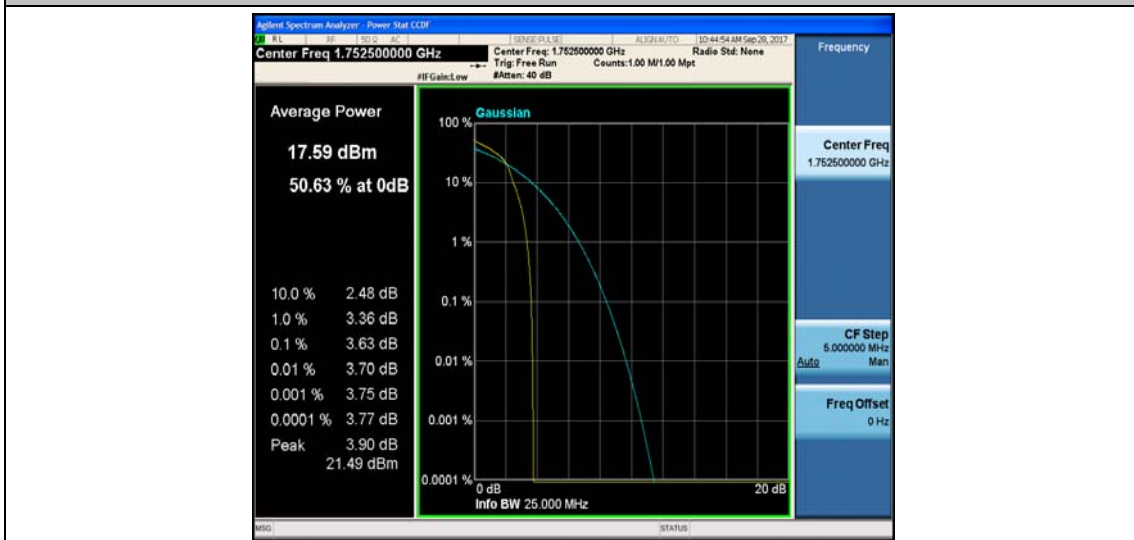 Agilent Spectrum Analyzer - Power Stat CCDF
RL RF 50 Ω AC SENSE:PULSE ALIGN AUTO 10:44:54 AM Sep 28, 2017
Center Freq 1.752500000 GHz
Center Freq: 1.752500000 GHz Radio Std: None
Trig: Free Run Counts:1.00 M/1.00 Mpt
#IFGain:Low #Atten: 40 dB
Frequency
Average Power
17.59 dBm
50.63 % at 0dB
10.0 % 2.48 dB
1.0 % 3.36 dB
0.1 % 3.63 dB
0.01 % 3.70 dB
0.001 % 3.75 dB
0.0001 % 3.77 dB
Peak 3.90 dB
21.49 dBm
Gaussian
100 %
10 %
1 %
0.1 %
0.01 %
0.001 %
0.0001 %
0 dB 20 dB
Info BW 25.000 MHz
Center Freq
1.752500000 GHz
CF Step
5.000000 MHz
Auto Man
Freq Offset
0 Hz
MSG STATUS